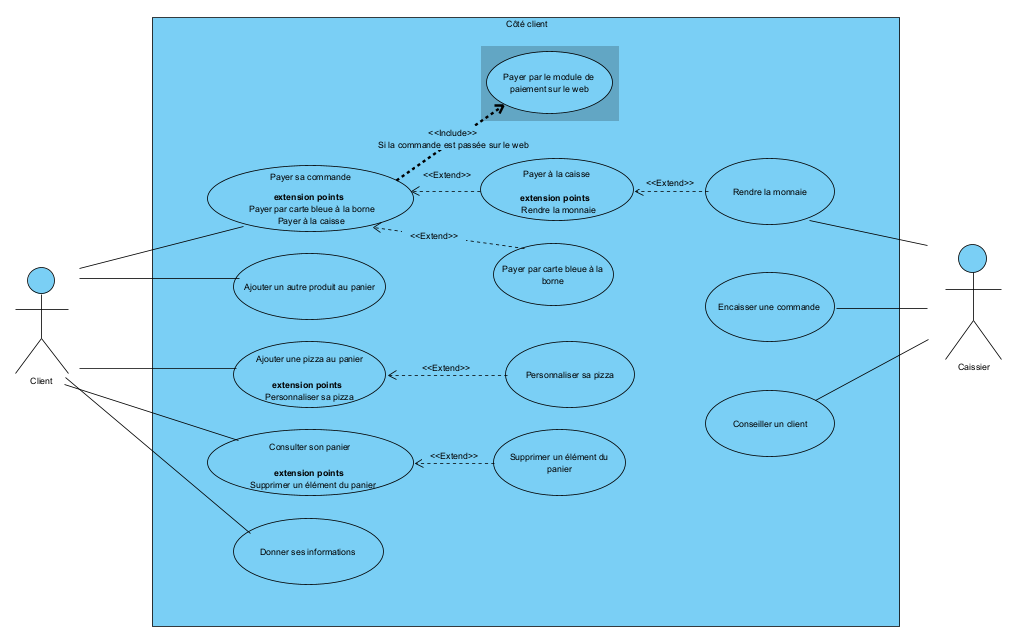 Côté client
Payer par le module de
paiement sur le web
<<Include>>
Si la commande est passée sur le web
Payer sa commande
extension points
Payer par carte bleue à la borne
Payer à la caisse
<<Extend>>
Payer à la caisse
extension points
Rendre la monnaie
<<Extend>>
Rendre la monnaie
<<Extend>>
Payer par carte bleue à la
borne
Ajouter un autre produit au panier
Encaisser une commande
Client
Caissier
Ajouter une pizza au panier
extension points
Personnaliser sa pizza
<<Extend>>
Personnaliser sa pizza
Conseiller un client
Consulter son panier
extension points
Supprimer un élément du panier
<<Extend>>
Supprimer un élément du
panier
Donner ses informations